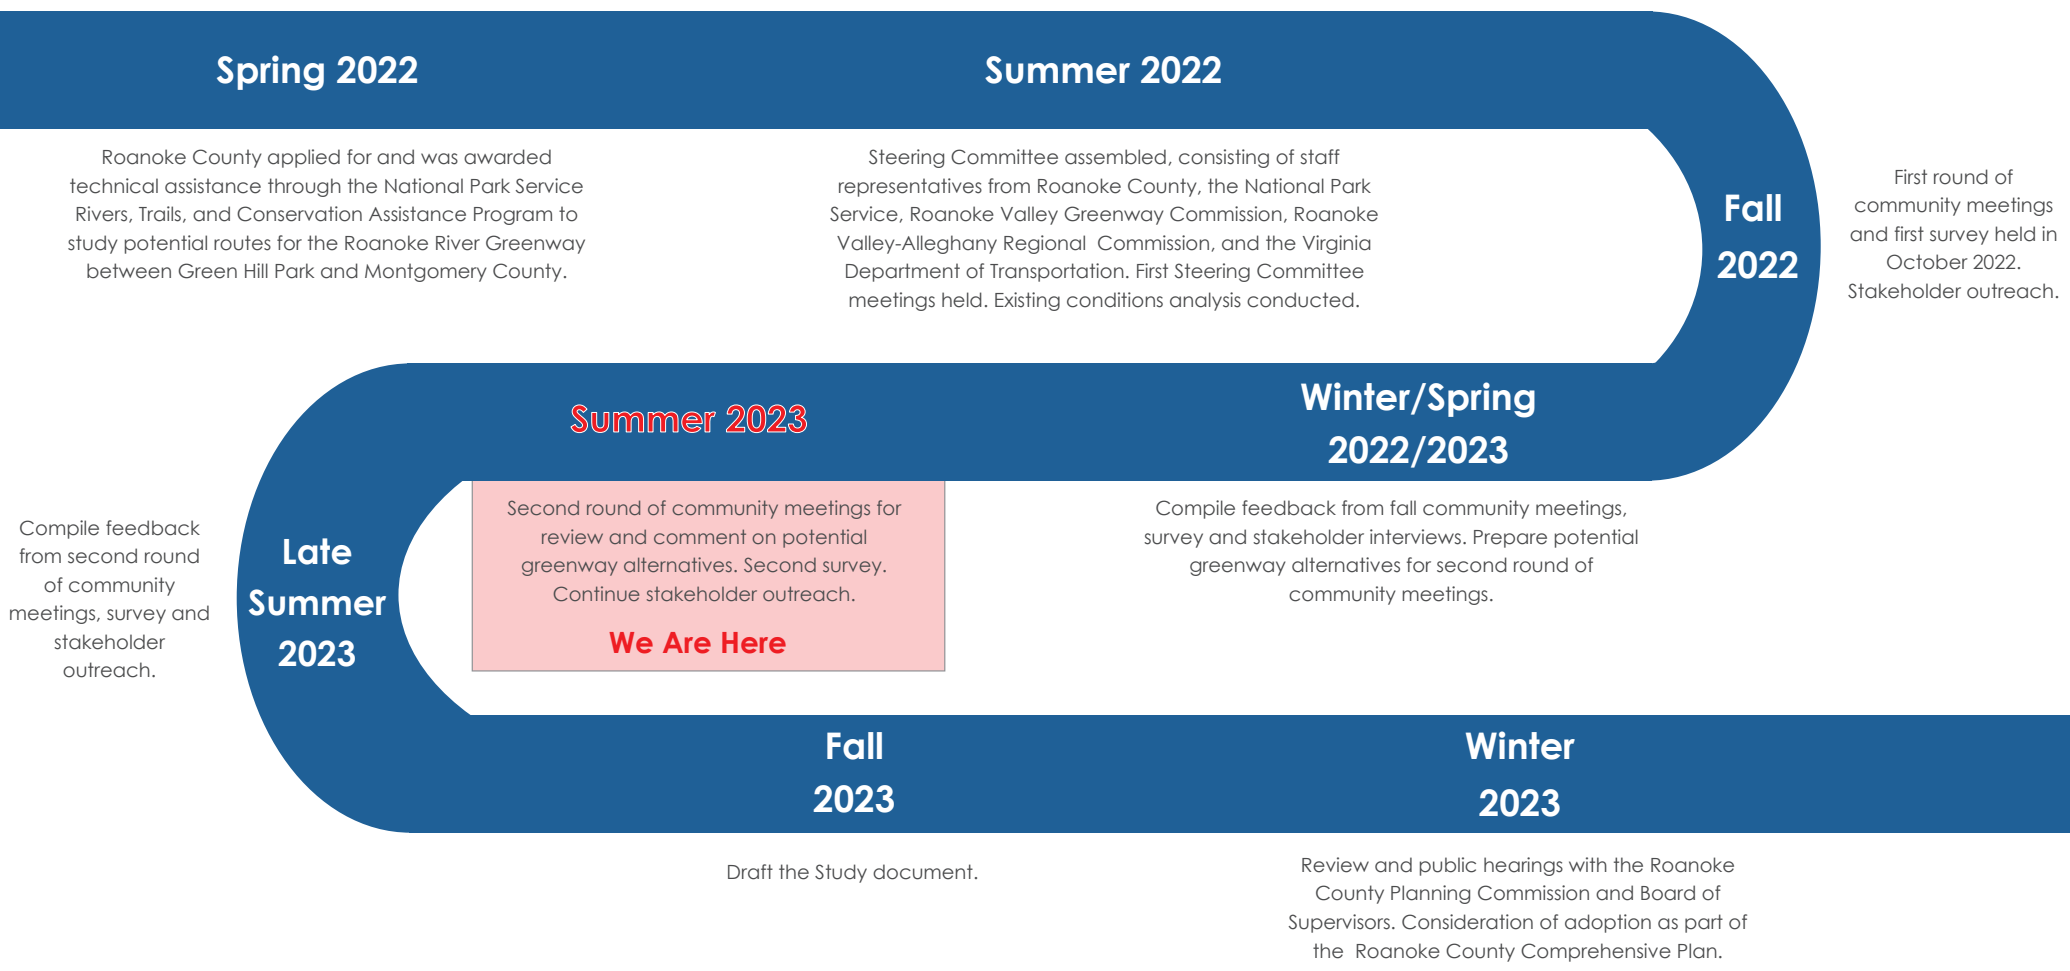 Spring 2022
Roanoke County applied for and was awarded
technical assistance through the National Park Service
Rivers, Trails, and Conservation Assistance Program to
study potential routes for the Roanoke River Greenway
between Green Hill Park and Montgomery County.
Summer 2022
Steering Committee assembled, consisting of staff
representatives from Roanoke County, the National Park
Service, Roanoke Valley Greenway Commission, Roanoke
Valley-Alleghany Regional  Commission, and the Virginia
Department of Transportation. First Steering Committee
meetings held. Existing conditions analysis conducted.
Fall
2022
First round of
community meetings
and first survey held in
October 2022.
Stakeholder outreach.
Winter/Spring
2022/2023
Compile feedback from fall community meetings,
survey and stakeholder interviews. Prepare potential
greenway alternatives for second round of
community meetings.
Summer 2023
Second round of community meetings for
review and comment on potential
greenway alternatives. Second survey.
Continue stakeholder outreach.
We Are Here
Late
Summer
2023
Compile feedback
from second round
of community
meetings, survey and
stakeholder
outreach.
Fall
2023
Draft the Study document.
Winter
2023
Review and public hearings with the Roanoke
County Planning Commission and Board of
Supervisors. Consideration of adoption as part of
the  Roanoke County Comprehensive Plan.